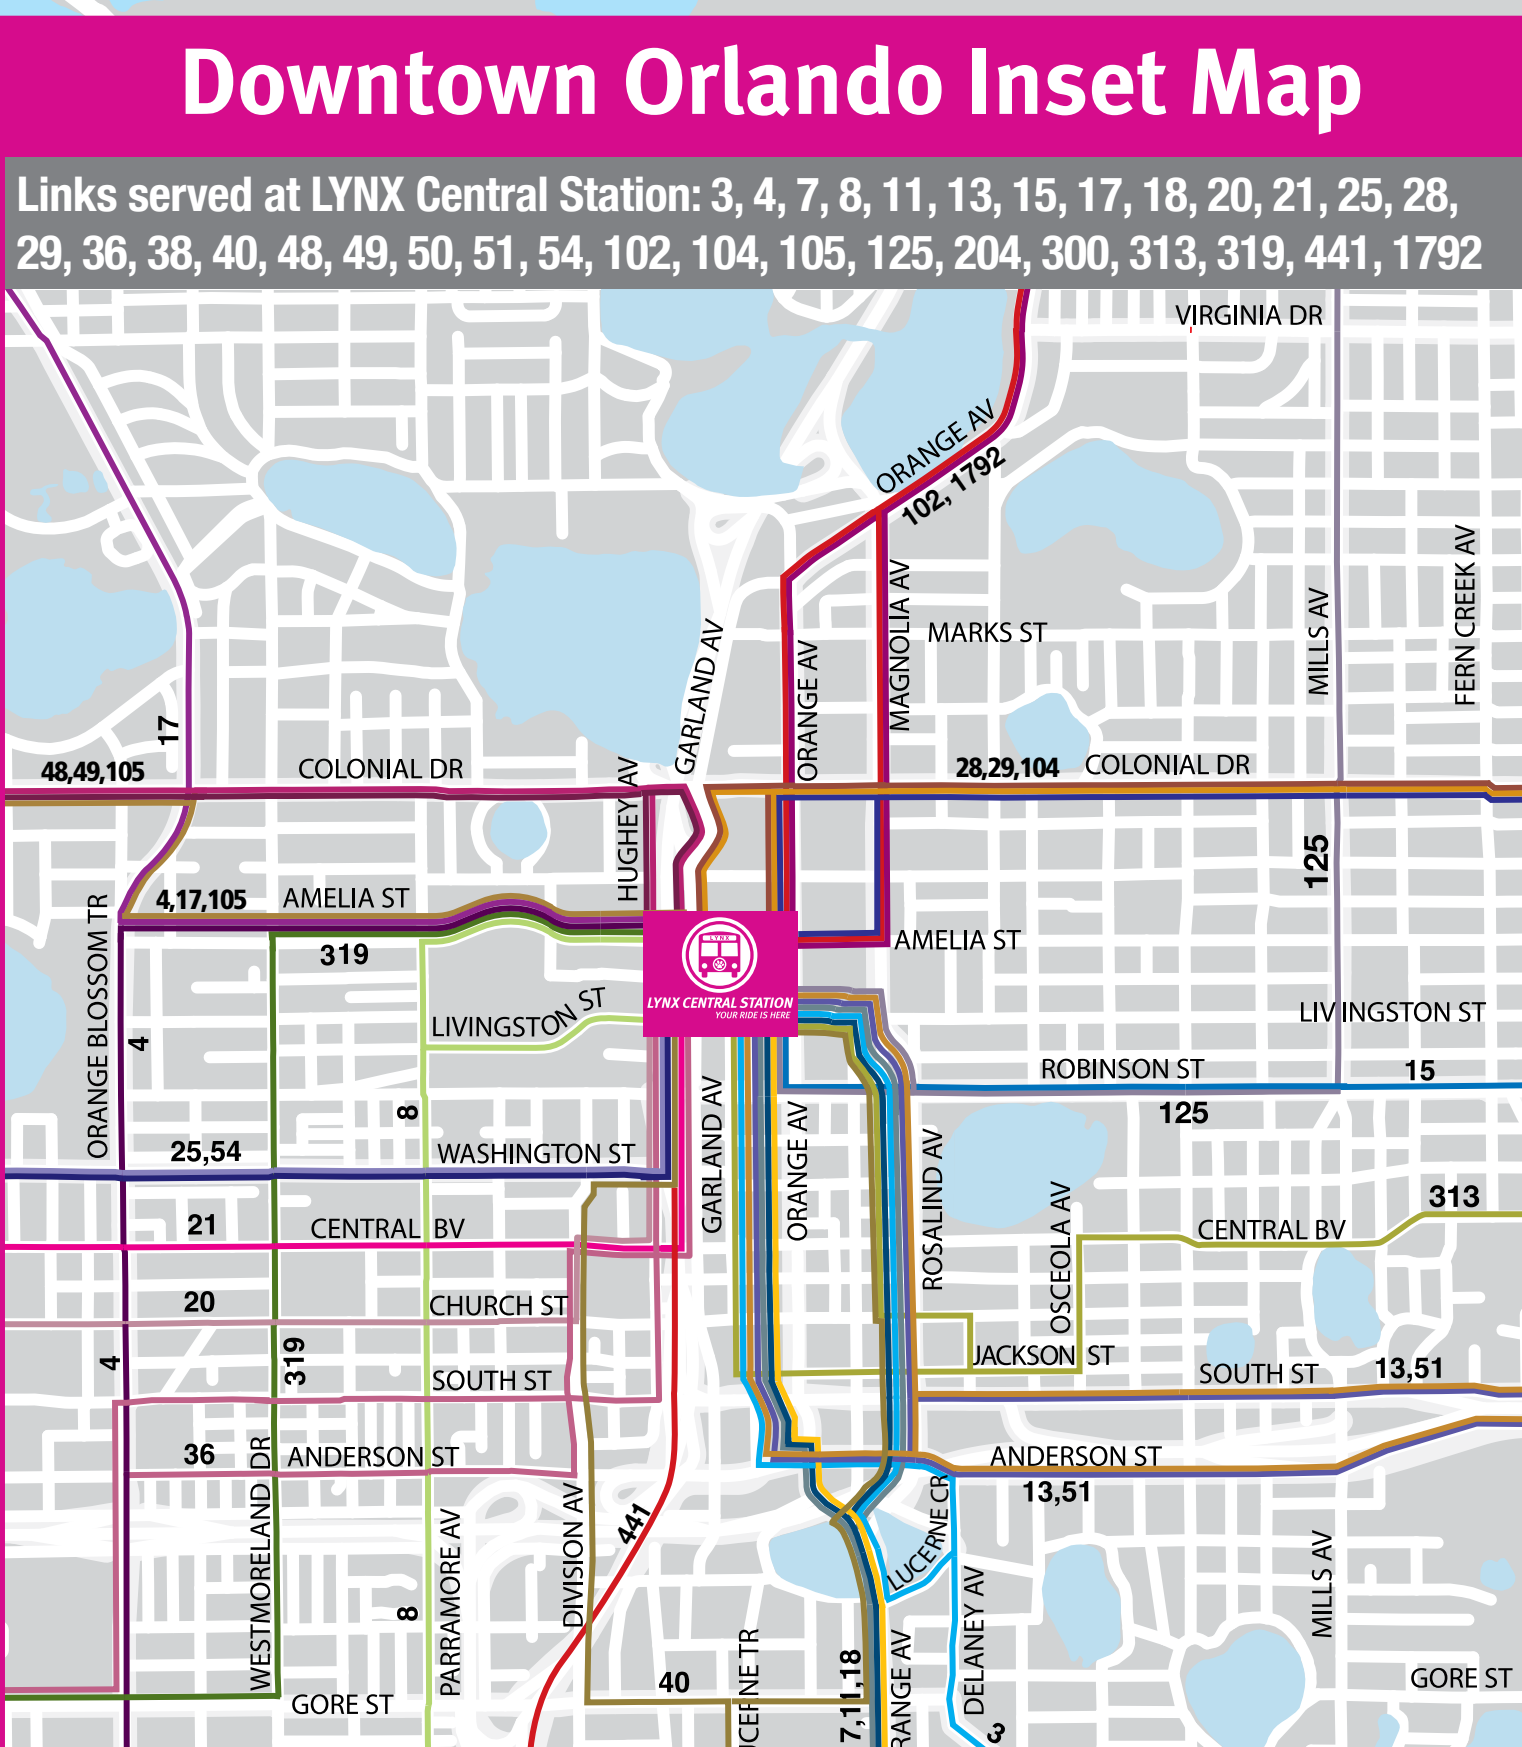 Downtown Orlando Inset Map
Links served at LYNX Central Station: 3, 4, 7, 8, 11, 13, 15, 17, 18, 20, 21, 25, 28,
29, 36, 38, 40, 48, 49, 50, 51, 54, 102, 104, 105, 125, 204, 300, 313, 319, 441, 1792
VIRGINIA DR
ORANGE AV
102, 1792
MAGNOLIA AV
MARKS ST
MILLS AV
FERN CREEK AV
GARLAND AV
ORANGE AV
17
48,49,105
COLONIAL DR
HUGHEY AV
28,29,104
COLONIAL DR
125
4,17,105
AMELIA ST
ORANGE BLOSSOM TR
319
AMELIA ST
LYNX
LYNX CENTRAL STATION
YOUR RIDE IS HERE
LIVINGSTON ST
LIVINGSTON ST
4
ROBINSON ST
15
8
125
GARLAND AV
ORANGE AV
ROSALIND AV
25,54
WASHINGTON ST
OSCEOLA AV
313
21
CENTRAL BV
CENTRAL BV
20
CHURCH ST
4
319
JACKSON ST
SOUTH ST
SOUTH ST
13,51
36
ANDERSON ST
ANDERSON ST
13,51
WESTMORELAND DR
PARRAMORE AV
DIVISION AV
441
LUCERNE CR
DELANEY AV
MILLS AV
8
40
UCERNE TR
7,11,18
RANGE AV
GORE ST
GORE ST
3